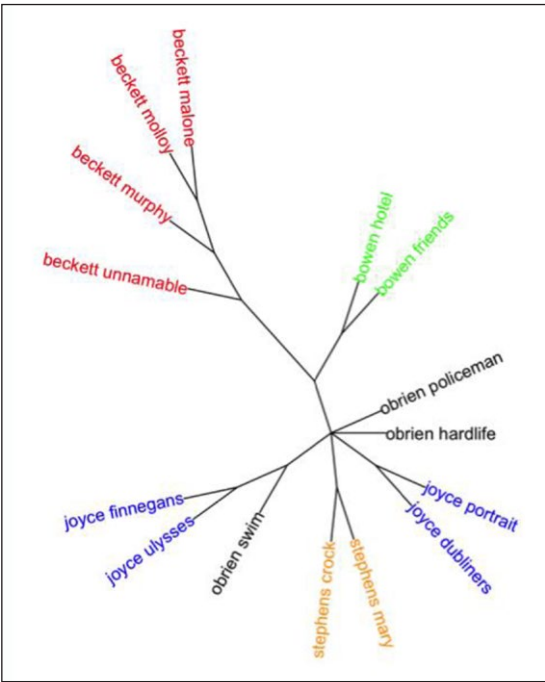 beckett malone
beckett molloy
beckett murphy
beckett unnamable
bowen hotel
bowen friends
obrien policeman
obrien hardlife
joyce portrait
joyce dubliners
stephens mary
stephens crock
obrien swim
joyce ulysses
joyce finnegans